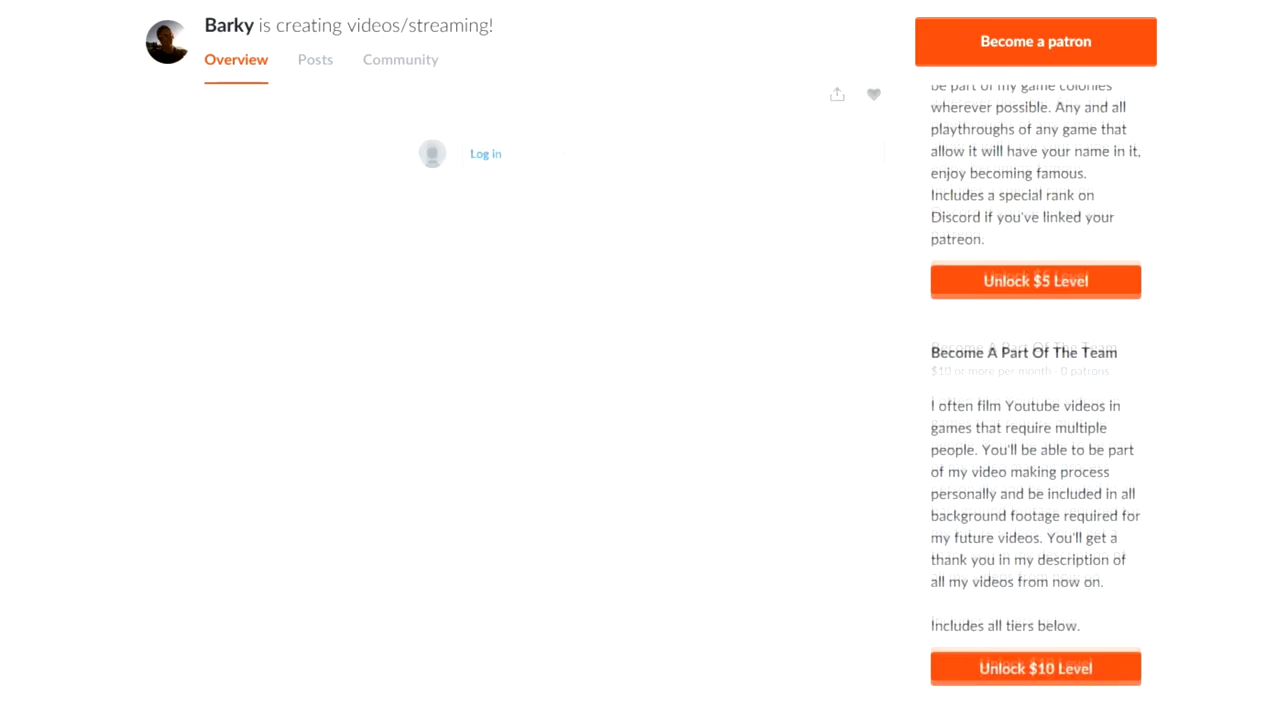 Barky is creating videos/streaming!
Overview
Posts
Community
Log in
Become a patron
be part of my game colonies
wherever possible. Any and all
playthroughs of any game that
allow it will have your name in it,
enjoy becoming famous.
Includes a special rank on
Discord if you've linked your
patreon.
Unlock $5 Level
Become A Part Of The Team
$10 or more per month · 0 patrons
I often film Youtube videos in
games that require multiple
people. You'll be able to be part
of my video making process
personally and be included in all
background footage required for
my future videos. You'll get a
thank you in my description of
all my videos from now on.
Includes all tiers below.
Unlock $10 Level